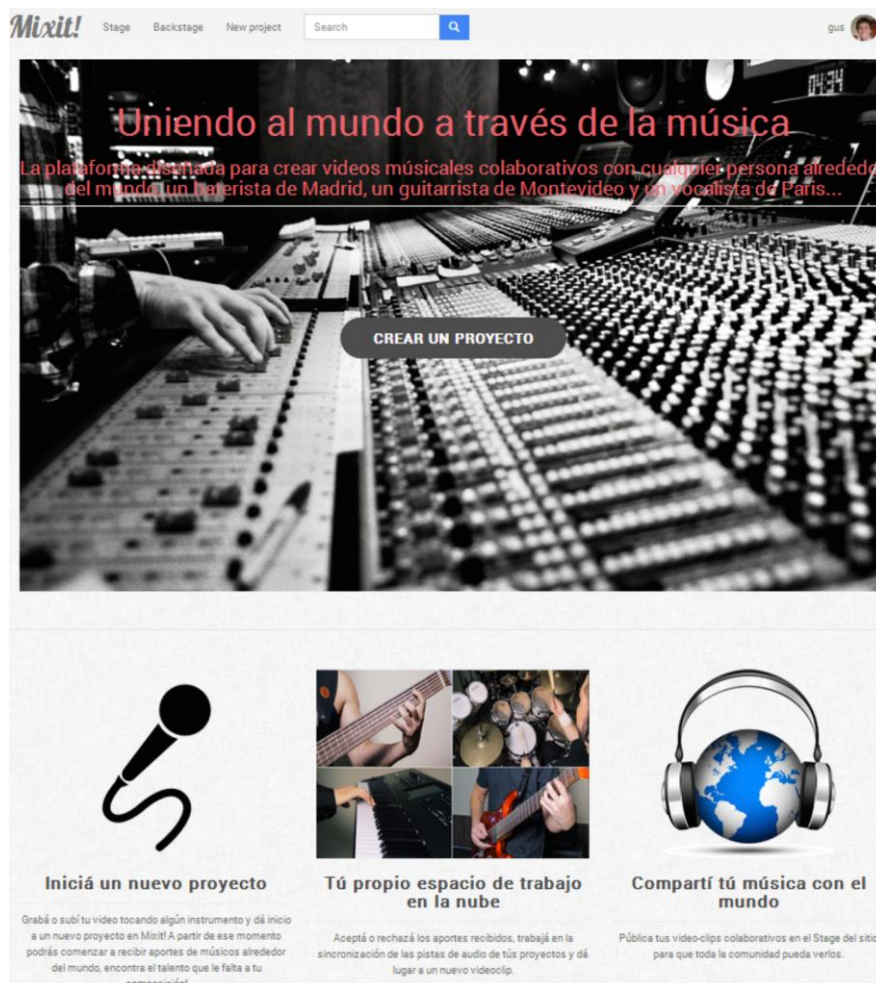 Mixit!
Stage
Backstage
New project
Search
gus
04:34
Uniendo al mundo a través de la música
La plataforma diseñada para crear videos músicales colaborativos con cualquier persona alrededo
del mundo, un baterista de Madrid, un guitarrista de Montevideo y un vocalista de Paris...
CREAR UN PROYECTO
Iniciá un nuevo proyecto
Grabá o subí tu video tocando algún instrumento y dá inicio
a un nuevo proyecto en Mixit! A partir de ese momento
podrás comenzar a recibir aportes de músicos alrededor
del mundo, encontra el talento que le falta a tu
composición!
Tú propio espacio de trabajo
en la nube
Aceptá o rechazá los aportes recibidos, trabajá en la
sincronización de las pistas de audio de tús proyectos y dá
lugar a un nuevo videoclip.
Compartí tú música con el
mundo
Pública tus video-clips colaborativos en el Stage del sitio
para que toda la comunidad pueda verlos.